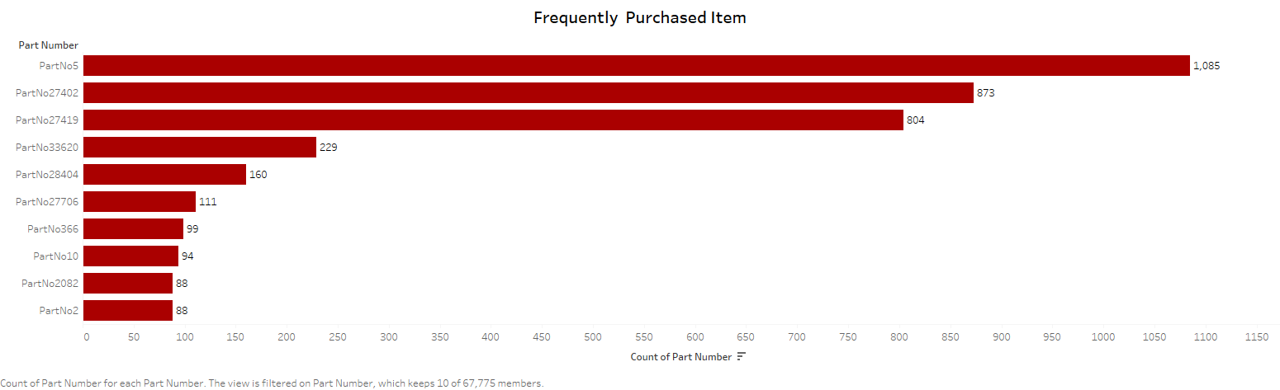 Frequently Purchased Item
Part Number
PartNo5 1,085
PartNo27402 873
PartNo27419 804
PartNo33620 229
PartNo28404 160
PartNo27706 111
PartNo366 99
PartNo10 94
PartNo2082 88
PartNo2 88
0 50 100 150 200 250 300 350 400 450 500 550 600 650 700 750 800 850 900 950 1000 1050 1100 1150
Count of Part Number
Count of Part Number for each Part Number. The view is filtered on Part Number, which keeps 10 of 67,775 members.